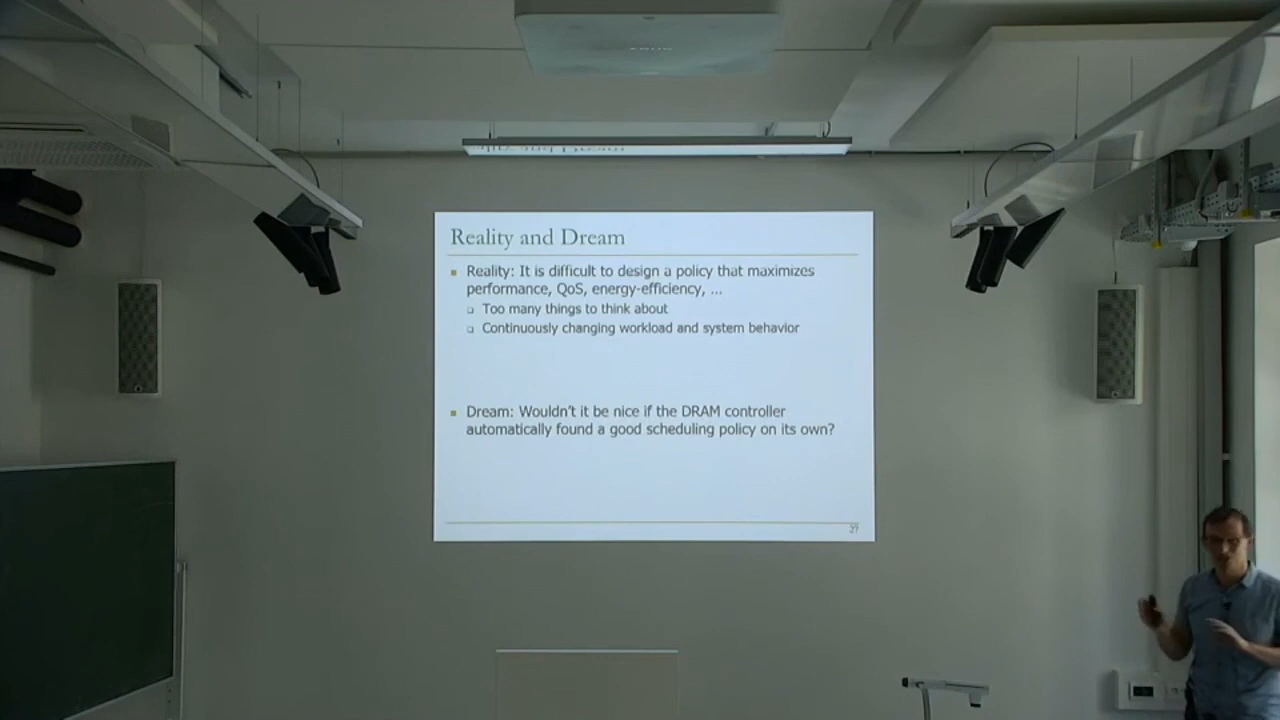 Reality and Dream
Reality: It is difficult to design a policy that maximizes
performance, QoS, energy-efficiency, ...
Too many things to think about
Continuously changing workload and system behavior
Dream: Wouldn't it be nice if the DRAM controller
automatically found a good scheduling policy on its own?
37